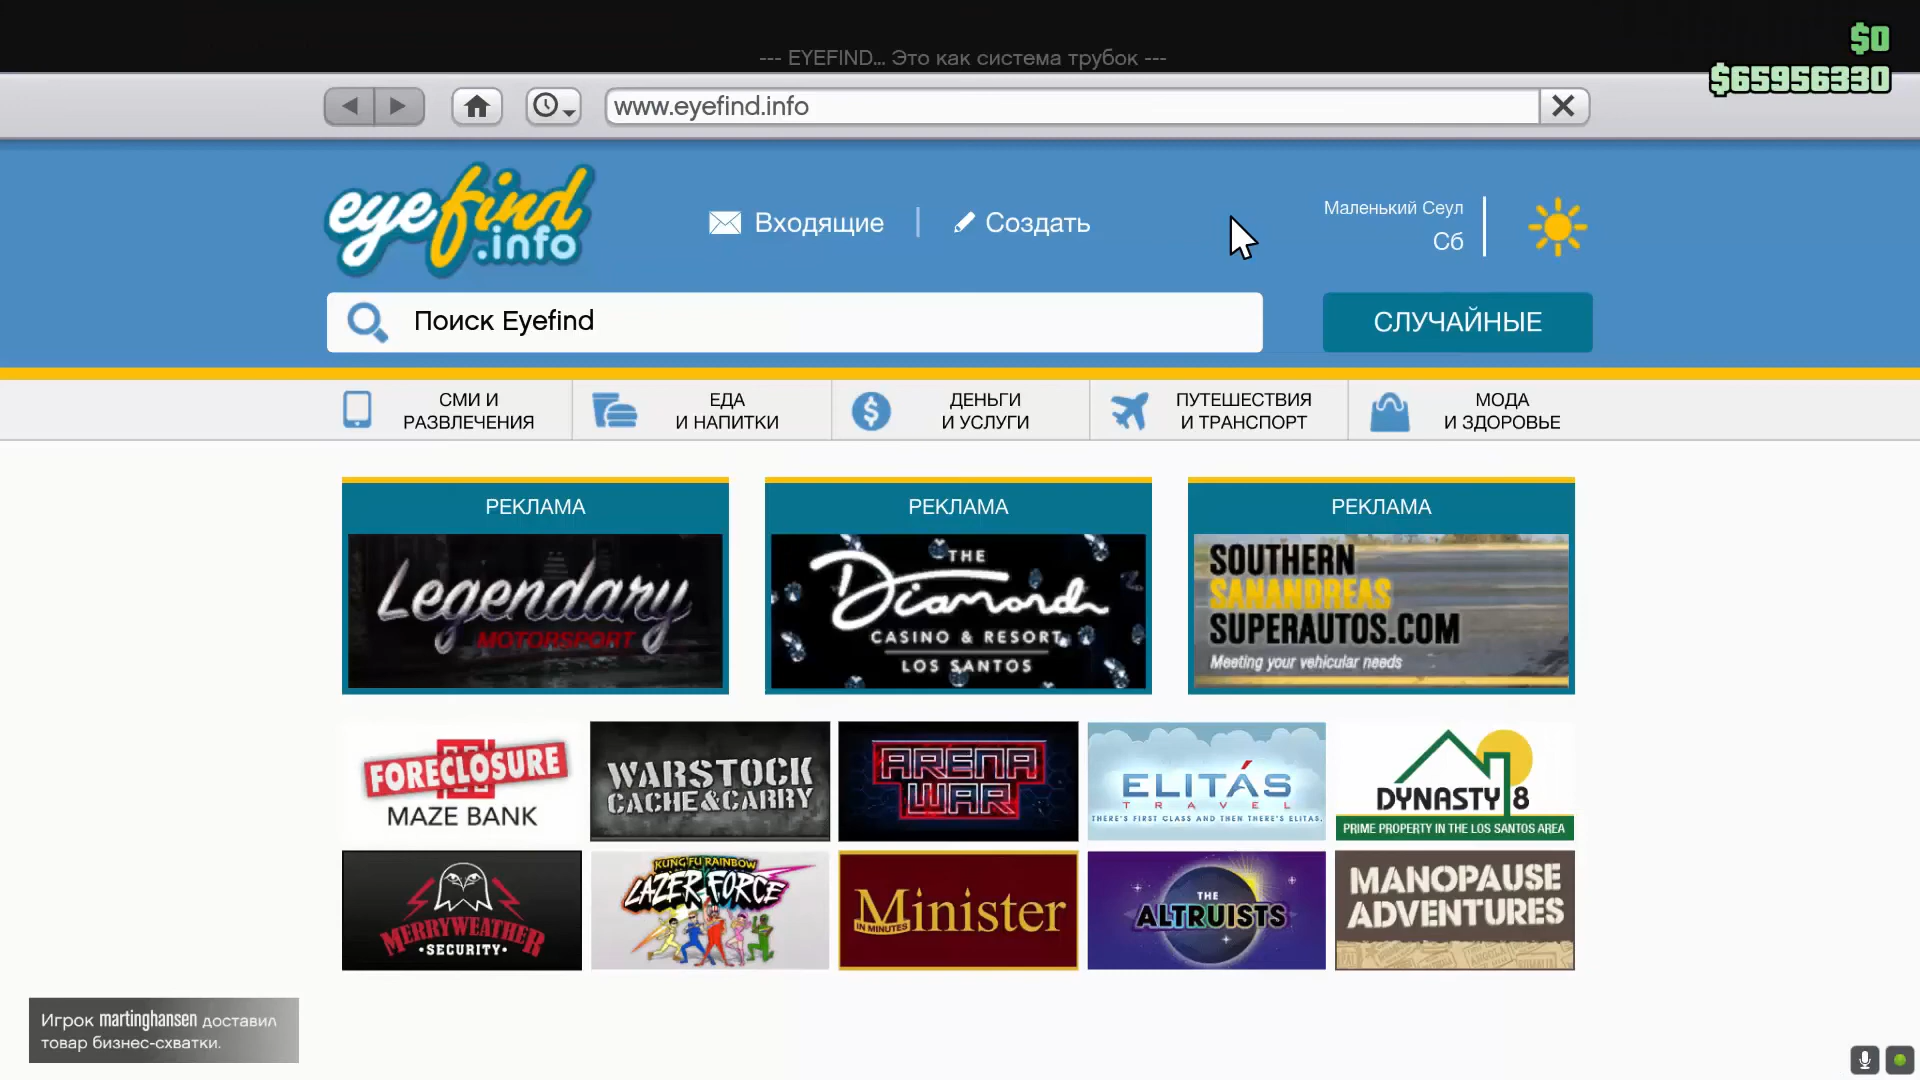 $0
--- EYEFIND... Это как система трубок ---
$65956330
www.eyefind.info
eyefind
.info
Входящие
Создать
Маленький Сеул
Сб
Поиск Eyefind
СЛУЧАЙНЫЕ
СМИ И
РАЗВЛЕЧЕНИЯ
ЕДА
И НАПИТКИ
ДЕНЬГИ
И УСЛУГИ
ПУТЕШЕСТВИЯ
И ТРАНСПОРТ
МОДА
И ЗДОРОВЬЕ
РЕКЛАМА
Legendary
MOTORSPORT
РЕКЛАМА
THE
Diamond
CASINO & RESORT
LOS SANTOS
РЕКЛАМА
SOUTHERN
SANANDREAS
SUPERAUTOS.COM
Meeting your vehicular needs
FORECLOSURE
MAZE BANK
WARSTOCK
CACHE&CARRY
ARENA
WAR
ELITÁS
TRAVEL
THERE'S FIRST CLASS AND THEN THERE'S ELITAS.
DYNASTY 8
PRIME PROPERTY IN THE LOS SANTOS AREA
MERRYWEATHER
•SECURITY•
KUNG FU RAINBOW
LAZER FORCE
Minister
IN MINUTES
THE
ALTRUISTS
MANOPAUSE
ADVENTURES
Игрок martinghansen доставил
товар бизнес-схватки.